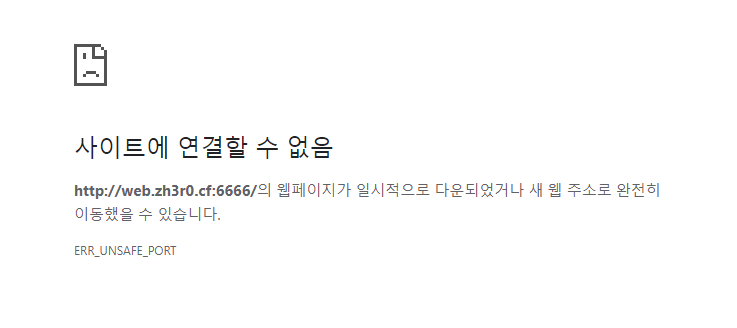 사이트에 연결할 수 없음
http://web.zh3r0.cf:6666/의 웹페이지가 일시적으로 다운되었거나 새 웹 주소로 완전히
이동했을 수 있습니다.
ERR_UNSAFE_PORT